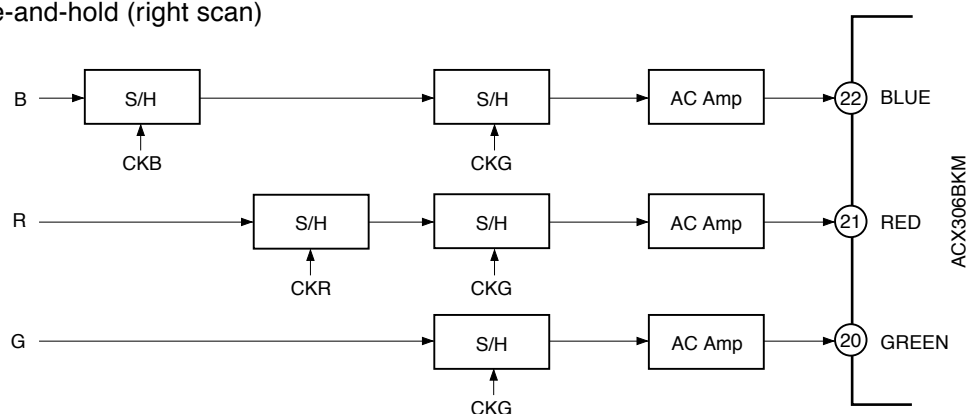 e-and-hold (right scan)
B S/H S/H AC Amp 22 BLUE
CKB CKG
R S/H S/H AC Amp 21 RED
CKR CKG
G S/H AC Amp 20 GREEN
CKG
ACX306BKM